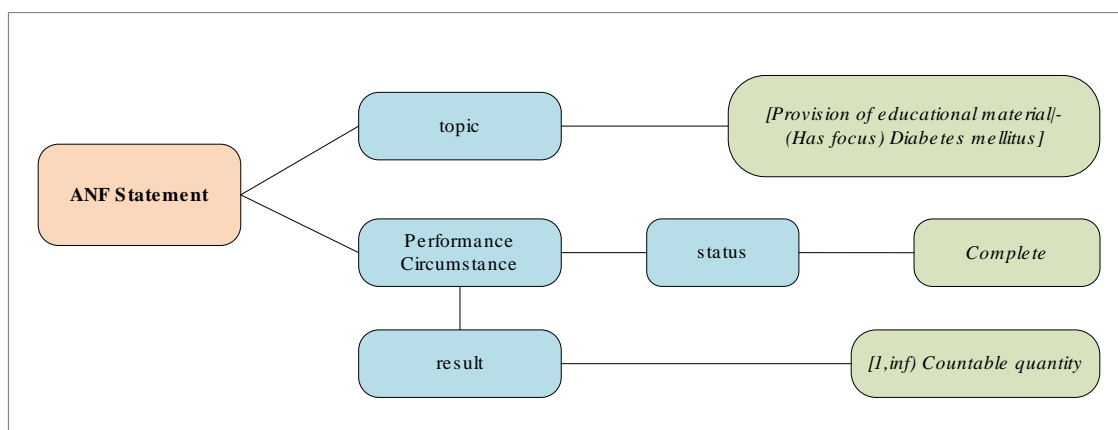 topic
[Provision of educational material|-
(Has focus) Diabetes mellitus]
ANF Statement
Performance
Circumstance
status
Complete
result
[1,inf) Countable quantity